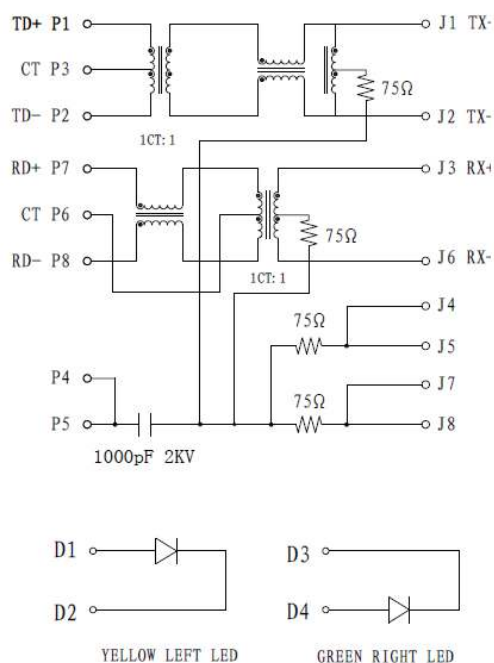 TD+ P1 J1 TX-
CT P3 75Ω
TD- P2 J2 TX-
1CT:1
RD+ P7 J3 RX+
CT P6 75Ω
RD- P8 J6 RX-
1CT:1
J4
75Ω
J5
P4 J7
75Ω
P5 J8
1000pF 2KV
D1 D3
D2 D4
YELLOW LEFT LED GREEN RIGHT LED